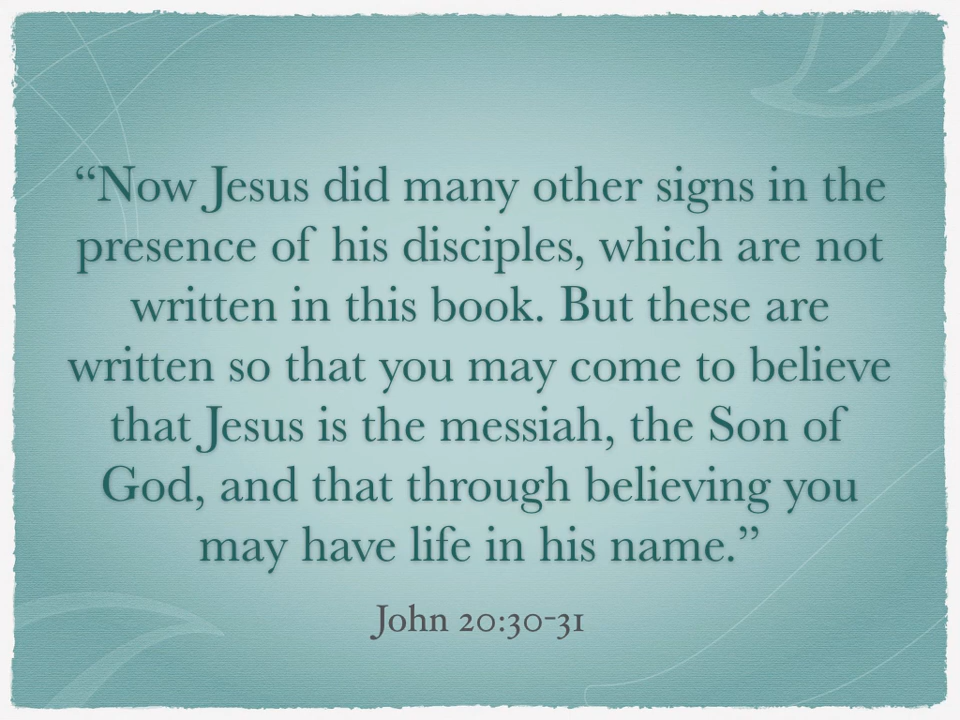 “Now Jesus did many other signs in the
presence of his disciples, which are not
written in this book. But these are
written so that you may come to believe
that Jesus is the messiah, the Son of
God, and that through believing you
may have life in his name.”
John 20:30-31